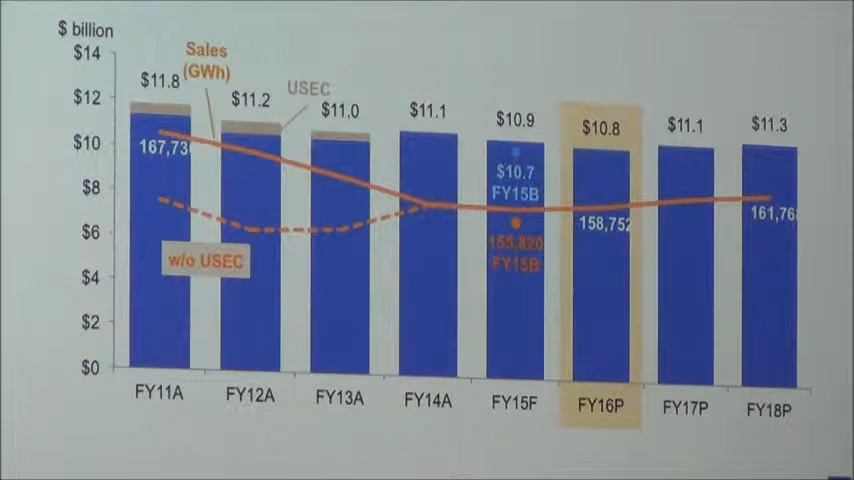 $ billion
$14
$12
$10
$8
$6
$4
$2
$0
Sales
(GWh)
USEC
$11.8
$11.2
$11.0
$11.1
$10.9
$10.8
$11.1
$11.3
167,73
$10.7
FY15B
155,820
FY15B
158,752
161,76
w/o USEC
FY11A
FY12A
FY13A
FY14A
FY15F
FY16P
FY17P
FY18P